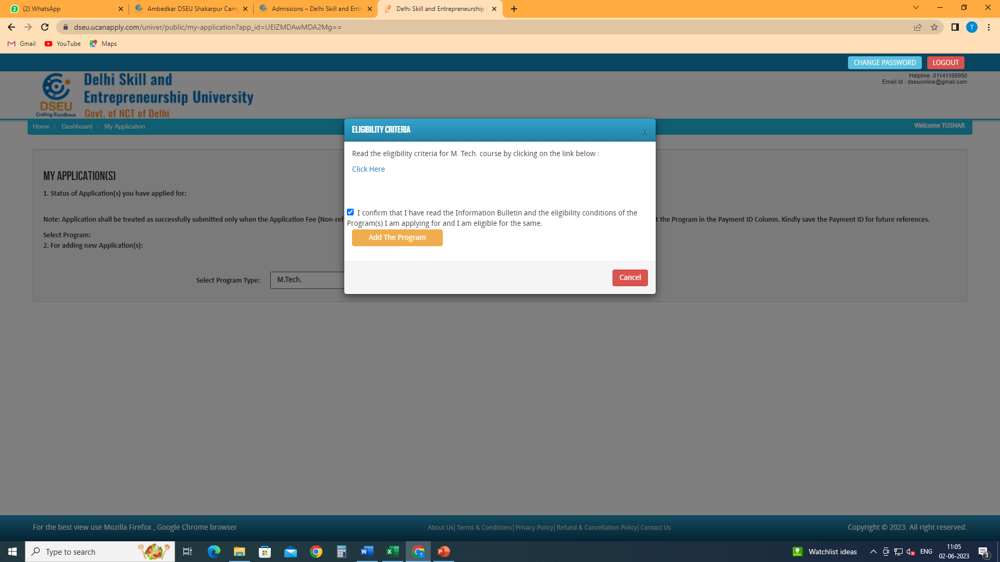 (2) WhatsApp
Ambedkar DSEU Shakarpur Cam
Admissions – Delhi Skill and Entr
Delhi Skill and Entrepreneurship
dseu.ucanapply.com/univer/public/my-application?app_id=UEIZMDAwMDA2Mg==
T
Gmail
YouTube
Maps
CHANGE PASSWORD
LOGOUT
Helpline: 01141169950
Email Id : dseuonline@gmail.com
DSEU
Crafting Excellence
Delhi Skill and
Entrepreneurship University
Govt. of NCT of Delhi
Home / Dashboard / My Application
Welcome TUSHAR
ELIGIBILITY CRITERIA
X
Read the eligibility criteria for M. Tech. course by clicking on the link below :
Click Here
I confirm that I have read the Information Bulletin and the eligibility conditions of the
Program(s) I am applying for and I am eligible for the same.
Add The Program
Cancel
MY APPLICATION(S)
1. Status of Application(s) you have applied for:
Note: Application shall be treated as successfully submitted only when the Application Fee (Non-ref
the Program in the Payment ID Column. Kindly save the Payment ID for future references.
Select Program:
2. For adding new Application(s):
Select Program Type:
M.Tech.
For the best view use Mozilla Firefox , Google Chrome browser
About Us| Terms & Conditions| Privacy Policy| Refund & Cancellation Policy| Contact Us
Copyright © 2023. All right reserved.
Type to search
Watchlist ideas
ENG
11:05
02-06-2023
3